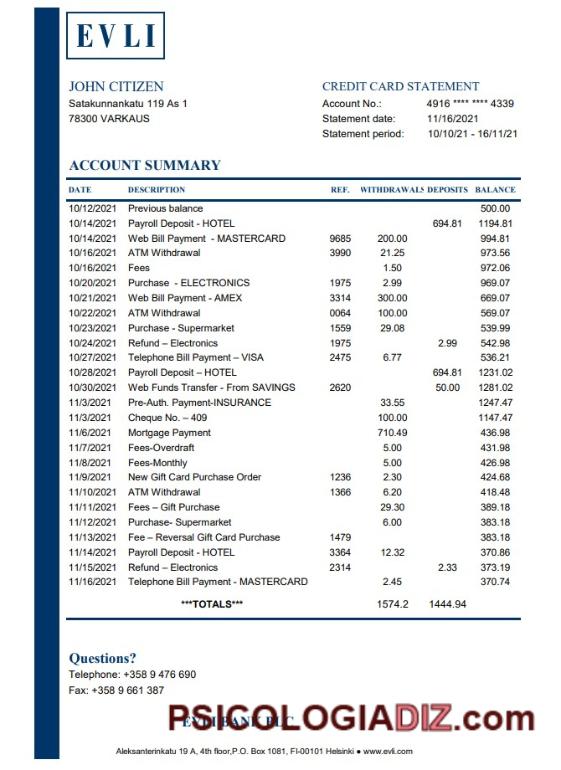 EVLI
JOHN CITIZEN
Satakunnankatu 119 As 1
78300 VARKAUS
CREDIT CARD STATEMENT
Account No.: 4916 **** **** 4339
Statement date: 11/16/2021
Statement period: 10/10/21 - 16/11/21
ACCOUNT SUMMARY
DATE DESCRIPTION REF. WITHDRAWALS DEPOSITS BALANCE
10/12/2021 Previous balance 500.00
10/14/2021 Payroll Deposit - HOTEL 694.81 1194.81
10/14/2021 Web Bill Payment - MASTERCARD 9685 200.00 994.81
10/16/2021 ATM Withdrawal 3990 21.25 973.56
10/16/2021 Fees 1.50 972.06
10/20/2021 Purchase - ELECTRONICS 1975 2.99 969.07
10/21/2021 Web Bill Payment - AMEX 3314 300.00 669.07
10/22/2021 ATM Withdrawal 0064 100.00 569.07
10/23/2021 Purchase - Supermarket 1559 29.08 539.99
10/24/2021 Refund – Electronics 1975 2.99 542.98
10/27/2021 Telephone Bill Payment – VISA 2475 6.77 536.21
10/28/2021 Payroll Deposit – HOTEL 694.81 1231.02
10/30/2021 Web Funds Transfer - From SAVINGS 2620 50.00 1281.02
11/3/2021 Pre-Auth. Payment-INSURANCE 33.55 1247.47
11/3/2021 Cheque No. – 409 100.00 1147.47
11/6/2021 Mortgage Payment 710.49 436.98
11/7/2021 Fees-Overdraft 5.00 431.98
11/8/2021 Fees-Monthly 5.00 426.98
11/9/2021 New Gift Card Purchase Order 1236 2.30 424.68
11/10/2021 ATM Withdrawal 1366 6.20 418.48
11/11/2021 Fees – Gift Purchase 29.30 389.18
11/12/2021 Purchase- Supermarket 6.00 383.18
11/13/2021 Fee – Reversal Gift Card Purchase 1479 383.18
11/14/2021 Payroll Deposit - HOTEL 3364 12.32 370.86
11/15/2021 Refund – Electronics 2314 2.33 373.19
11/16/2021 Telephone Bill Payment - MASTERCARD 2.45 370.74
***TOTALS*** 1574.2 1444.94
Questions?
Telephone: +358 9 476 690
Fax: +358 9 661 387
EVLI BANK PLC
PSICOLOGIADIZ.com
Aleksanterinkatu 19 A, 4th floor,P.O. Box 1081, FI-00101 Helsinki ● www.evli.com